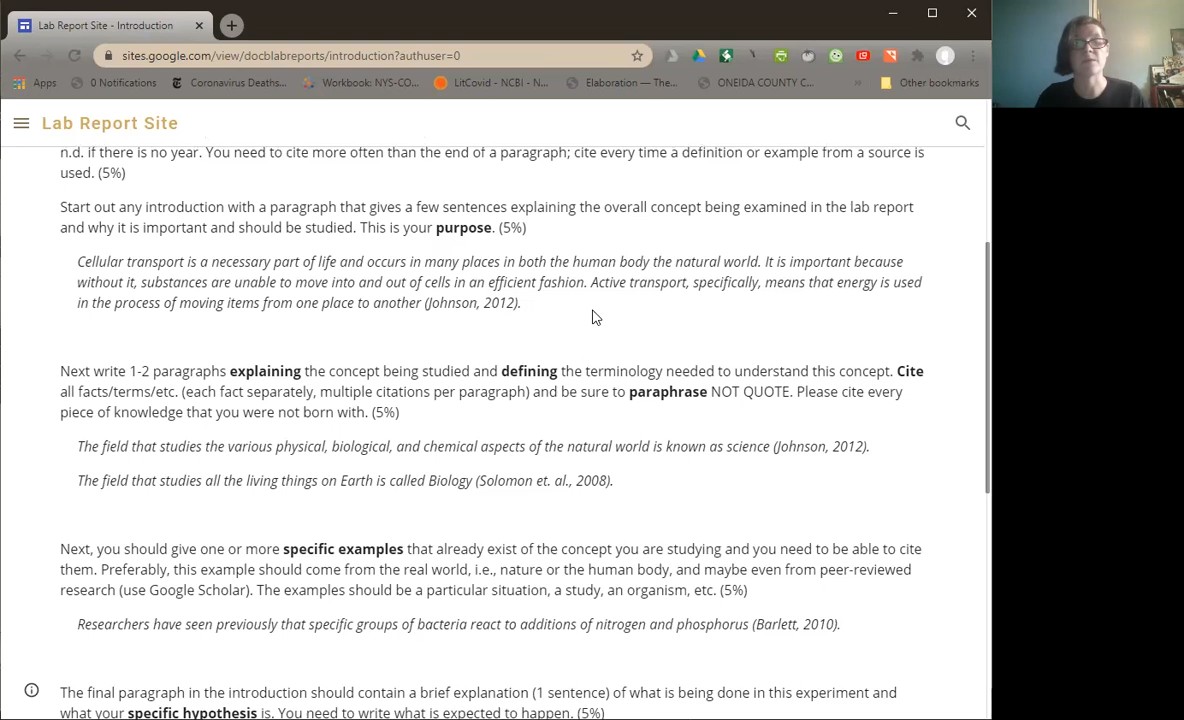 Lab Report Site - Introduction
sites.google.com/view/docblabreports/introduction?authuser=0
Apps
0 Notifications
Coronavirus Deaths...
Workbook: NYS-CO...
LitCovid - NCBI - N...
Elaboration — The...
ONEIDA COUNTY C...
»
Other bookmarks
Lab Report Site
n.d. if there is no year. You need to cite more often than the end of a paragraph; cite every time a definition or example from a source is
used. (5%)
Start out any introduction with a paragraph that gives a few sentences explaining the overall concept being examined in the lab report
and why it is important and should be studied. This is your purpose. (5%)
Cellular transport is a necessary part of life and occurs in many places in both the human body the natural world. It is important because
without it, substances are unable to move into and out of cells in an efficient fashion. Active transport, specifically, means that energy is used
in the process of moving items from one place to another (Johnson, 2012).
Next write 1-2 paragraphs explaining the concept being studied and defining the terminology needed to understand this concept. Cite
all facts/terms/etc. (each fact separately, multiple citations per paragraph) and be sure to paraphrase NOT QUOTE. Please cite every
piece of knowledge that you were not born with. (5%)
The field that studies the various physical, biological, and chemical aspects of the natural world is known as science (Johnson, 2012).
The field that studies all the living things on Earth is called Biology (Solomon et. al., 2008).
Next, you should give one or more specific examples that already exist of the concept you are studying and you need to be able to cite
them. Preferably, this example should come from the real world, i.e., nature or the human body, and maybe even from peer-reviewed
research (use Google Scholar). The examples should be a particular situation, a study, an organism, etc. (5%)
Researchers have seen previously that specific groups of bacteria react to additions of nitrogen and phosphorus (Barlett, 2010).
The final paragraph in the introduction should contain a brief explanation (1 sentence) of what is being done in this experiment and
what your specific hypothesis is. You need to write what is expected to happen. (5%)